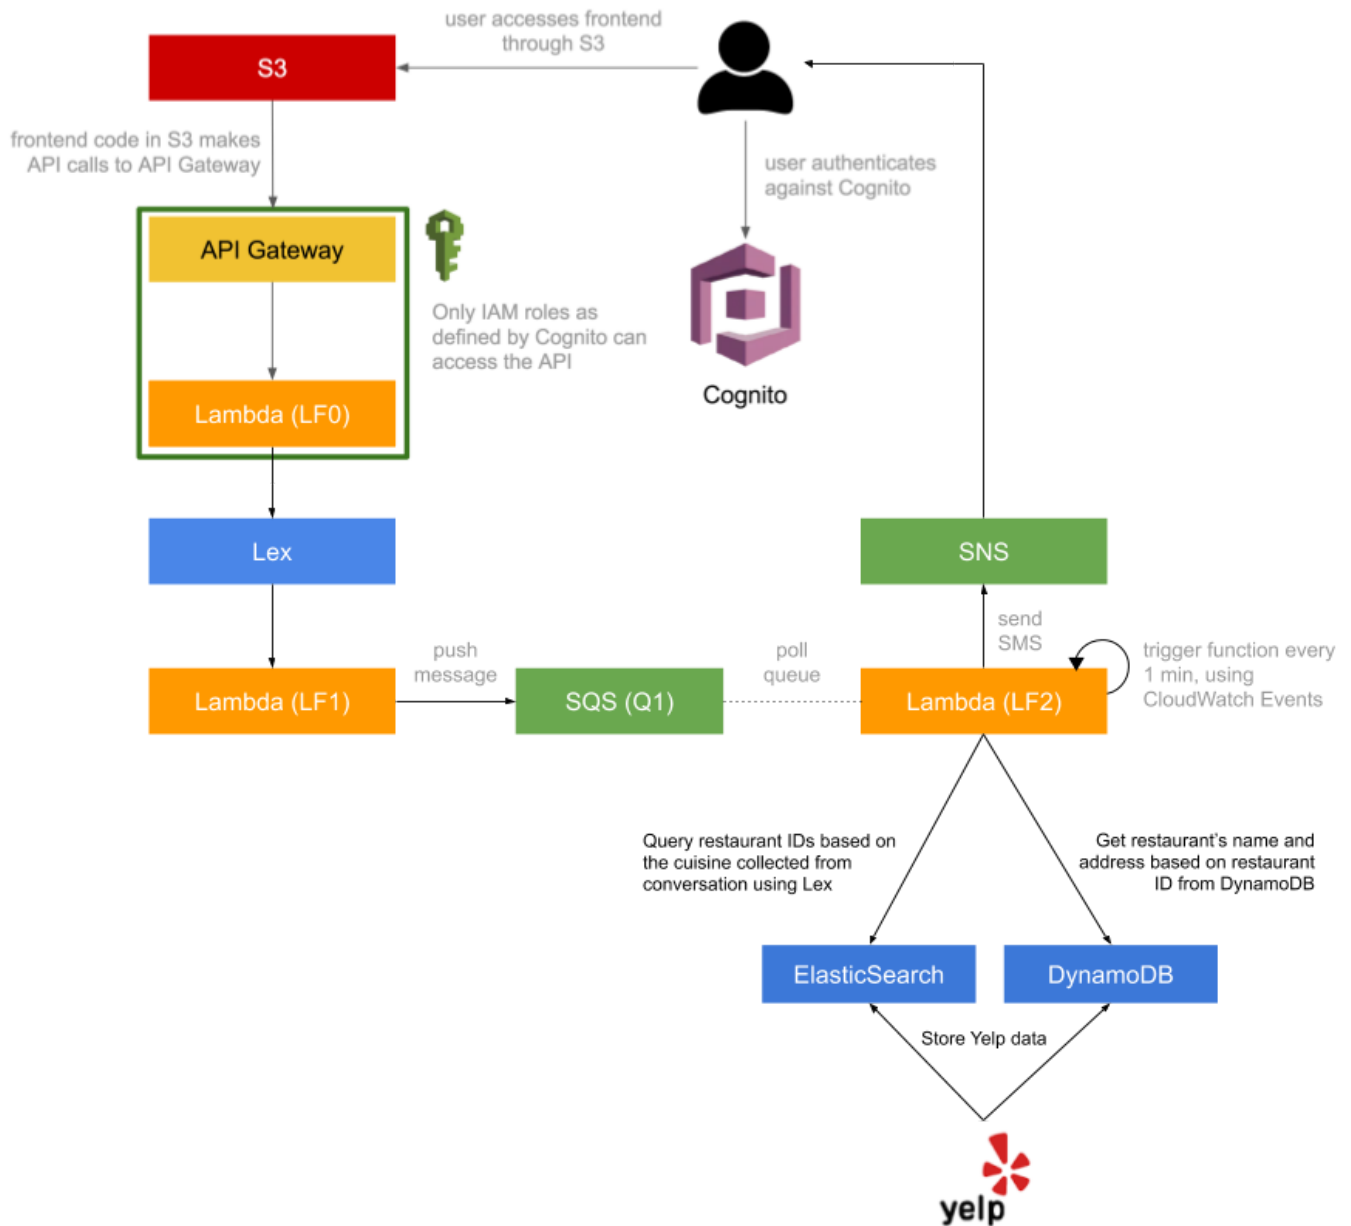 user accesses frontend
through S3
S3
frontend code in S3 makes
API calls to API Gateway
user authenticates
against Cognito
API Gateway
Only IAM roles as
defined by Cognito can
access the API
Cognito
Lambda (LF0)
Lex
SNS
send
SMS
trigger function every
1 min, using
CloudWatch Events
push
message
poll
queue
Lambda (LF1)
SQS (Q1)
Lambda (LF2)
Query restaurant IDs based on
the cuisine collected from
conversation using Lex
Get restaurant's name and
address based on restaurant
ID from DynamoDB
ElasticSearch
DynamoDB
Store Yelp data
yelp